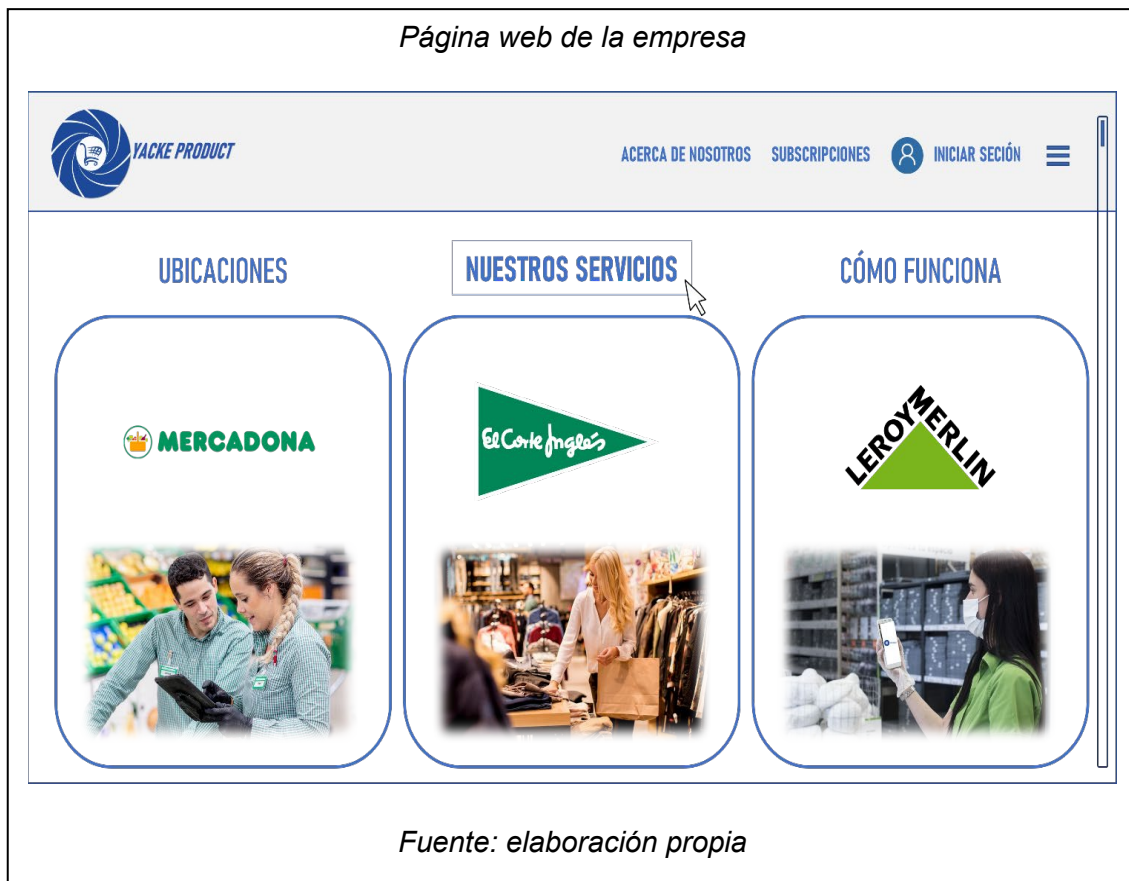 Página web de la empresa
YACKE PRODUCT
ACERCA DE NOSOTROS
SUBSCRIPCIONES
INICIAR SECIÓN
UBICACIONES
NUESTROS SERVICIOS
CÓMO FUNCIONA
MERCADONA
El Corte Inglés
LEROY MERLIN
Fuente: elaboración propia